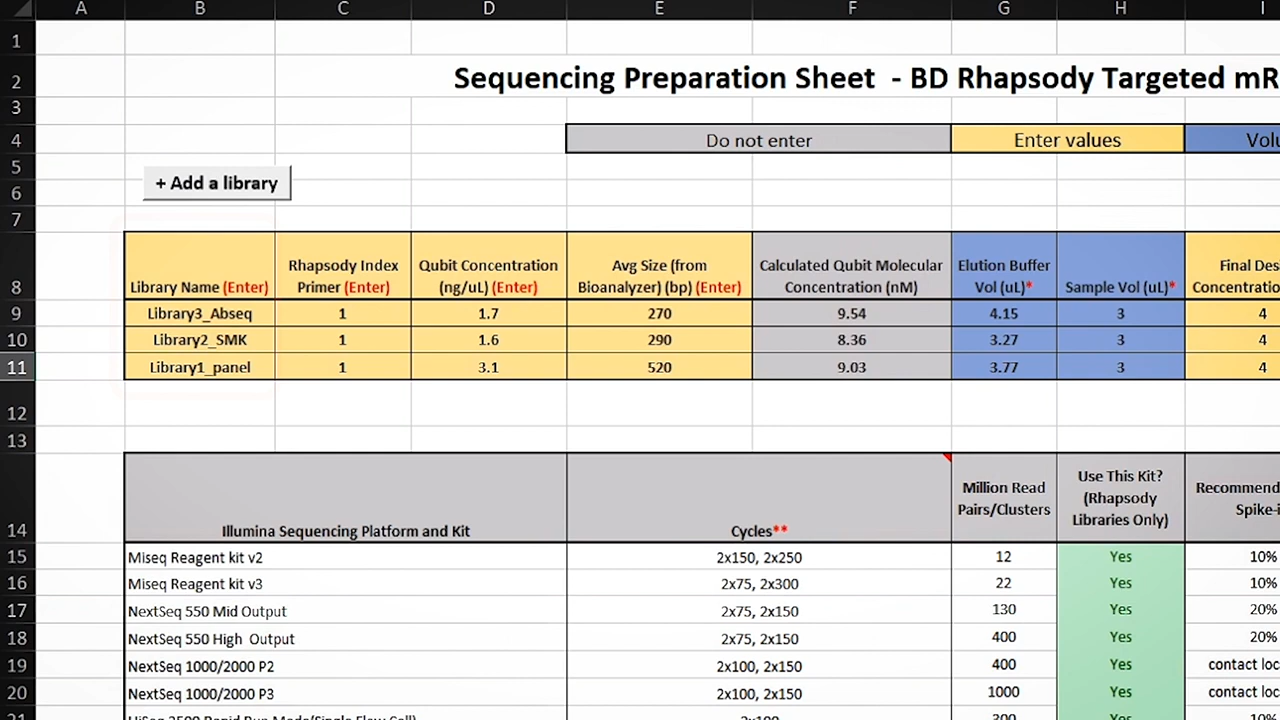 B C D E F G H I
1
2 Sequencing Preparation Sheet - BD Rhapsody Targeted mR
3
4 Do not enter Enter values Volu
5
+ Add a library
6
7
8 Library Name (Enter) Rhapsody Index Primer (Enter) Qubit Concentration (ng/uL) (Enter) Avg Size (from Bioanalyzer) (bp) (Enter) Calculated Qubit Molecular Concentration (nM) Elution Buffer Vol (uL)* Sample Vol (uL)* Final Des Concentratio
9 Library3_Abseq 1 1.7 270 9.54 4.15 3 4
10 Library2_SMK 1 1.6 290 8.36 3.27 3 4
11 Library1_panel 1 3.1 520 9.03 3.77 3 4
12
13
14 Illumina Sequencing Platform and Kit Cycles** Million Read Pairs/Clusters Use This Kit? (Rhapsody Libraries Only) Recommend Spike-i
15 Miseq Reagent kit v2 2x150, 2x250 12 Yes 10%
16 Miseq Reagent kit v3 2x75, 2x300 22 Yes 10%
17 NextSeq 550 Mid Output 2x75, 2x150 130 Yes 20%
18 NextSeq 550 High Output 2x75, 2x150 400 Yes 20%
19 NextSeq 1000/2000 P2 2x100, 2x150 400 Yes contact loc
20 NextSeq 1000/2000 P3 2x100, 2x150 1000 Yes contact loc